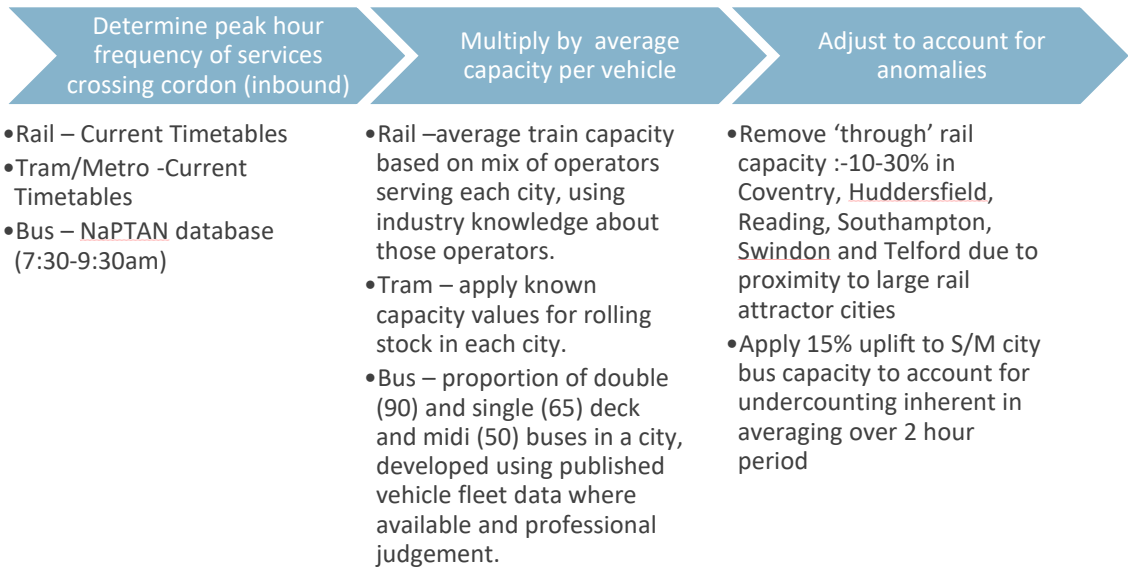 Determine peak hour
frequency of services
crossing cordon (inbound)
Multiply by  average
capacity per vehicle
Adjust to account for
anomalies
•Rail – Current Timetables
•Tram/Metro -Current
Timetables
•Bus – NaPTAN database
(7:30-9:30am)
•Rail –average train capacity
based on mix of operators
serving each city, using
industry knowledge about
those operators.
•Tram – apply known
capacity values for rolling
stock in each city.
•Bus – proportion of double
(90) and single (65) deck
and midi (50) buses in a city,
developed using published
vehicle fleet data where
available and professional
judgement.
•Remove ‘through’ rail
capacity :-10-30% in
Coventry, Huddersfield,
Reading, Southampton,
Swindon and Telford due to
proximity to large rail
attractor cities
•Apply 15% uplift to S/M city
bus capacity to account for
undercounting inherent in
averaging over 2 hour
period